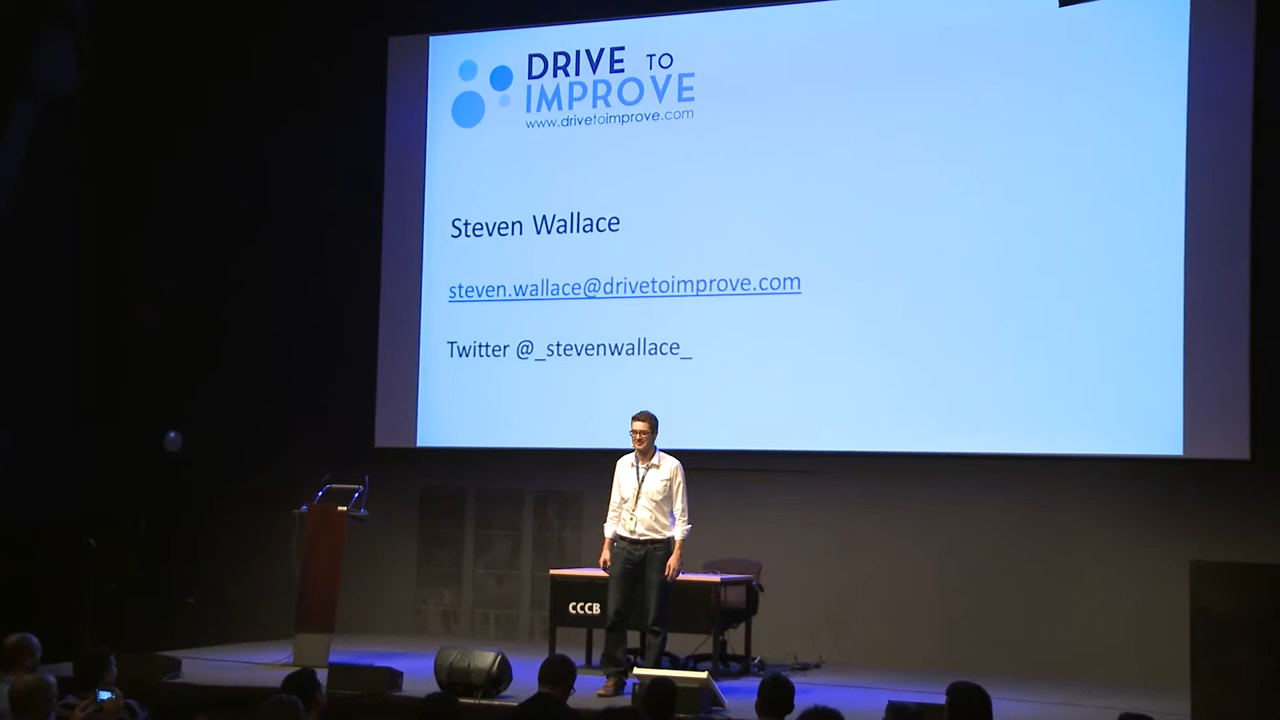 DRIVE TO
IMPROVE
www.drivetoimprove.com
Steven Wallace
steven.wallace@drivetoimprove.com
Twitter @_stevenwallace_
CCCB